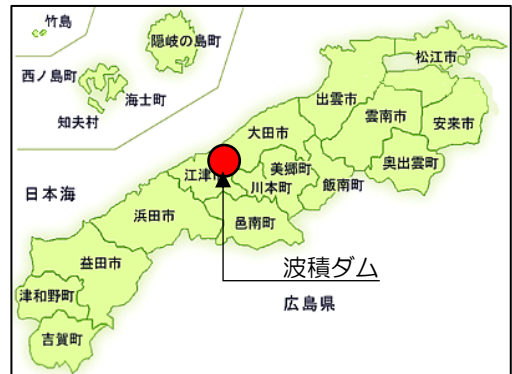 竹島
隠岐の島町
西ノ島町
海士町
知夫村
松江市
出雲市
雲南市
安来市
大田市
奥出雲町
美郷町
飯南町
江津市
川本町
日本海
浜田市
邑南町
波積ダム
益田市
広島県
津和野町
吉賀町